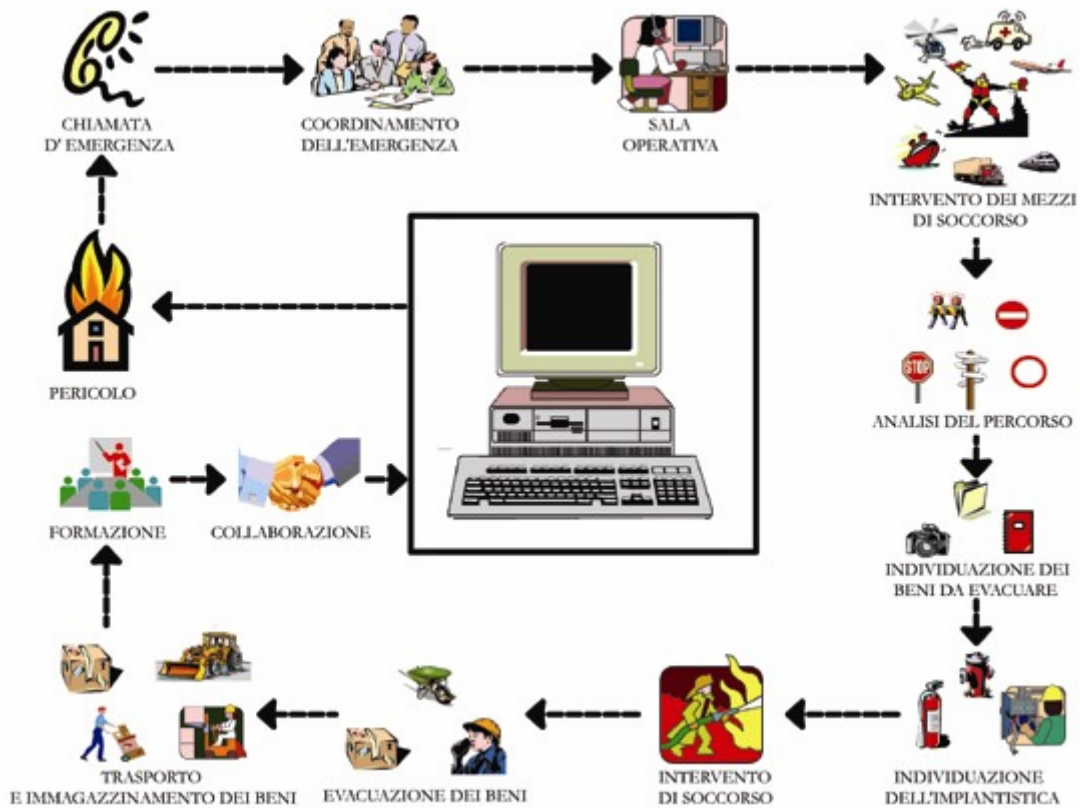 CHIAMATA
D' EMERGENZA
COORDINAMENTO
DELL'EMERGENZA
SALA
OPERATIVA
INTERVENTO DEI MEZZI
DI SOCCORSO
STOP
ANALISI DEL PERCORSO
INDIVIDUAZIONE DEI
BENI DA EVACUARE
INDIVIDUAZIONE
DELL'IMPIANTISTICA
INTERVENTO
DI SOCCORSO
EVACUAZIONE DEI BENI
TRASPORTO
E IMMAGAZZINAMENTO DEI BENI
FORMAZIONE
COLLABORAZIONE
PERICOLO